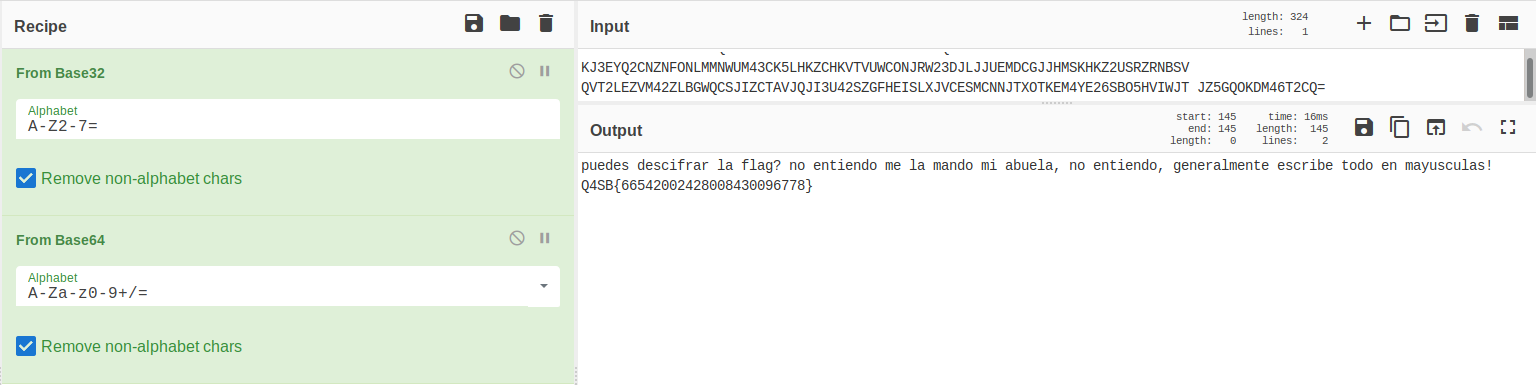 Recipe
From Base32
Alphabet
A-Z2-7=
Remove non-alphabet chars
From Base64
Alphabet
A-Za-z0-9+/=
Remove non-alphabet chars
Input
length: 324
lines: 1
KJ3EYQ2CNZNFONLMMNWUM43CK5LHKZCHKVTVUWCONJRW23DJLJJUEMDCGJJHMSKHKZ2USRZRNBSV
QVT2LEZVM42ZLBGWQCSJIZCTAVJQJI3U42SZGFHEISLXJVCESMCNNJTXOTKEM4YE26SBO5HVIWJT JZ5GQOKDM46T2CQ=
Output
start: 145
end: 145
length: 0
time: 16ms
length: 145
lines: 2
puedes descifrar la flag? no entiendo me la mando mi abuela, no entiendo, generalmente escribe todo en mayusculas!
Q4SB{66542002428008430096778}